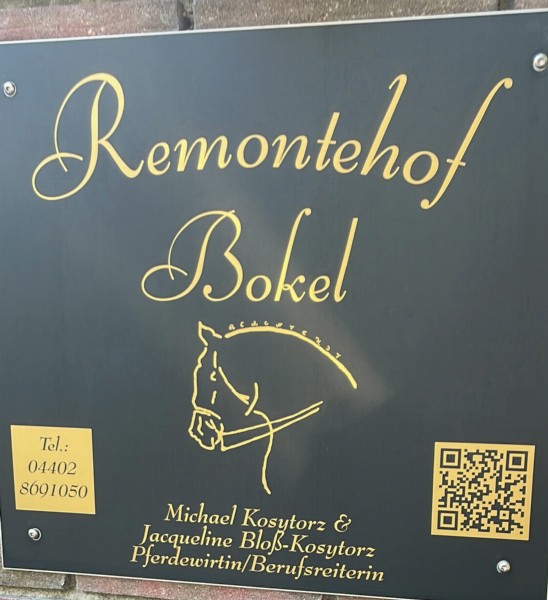 Remontehof
Bokel
Tel.:
04402
8691050
Michael Kosytorz &
Jacqueline Bloß-Kosytorz
Pferdewirtin/Berufsreiterin